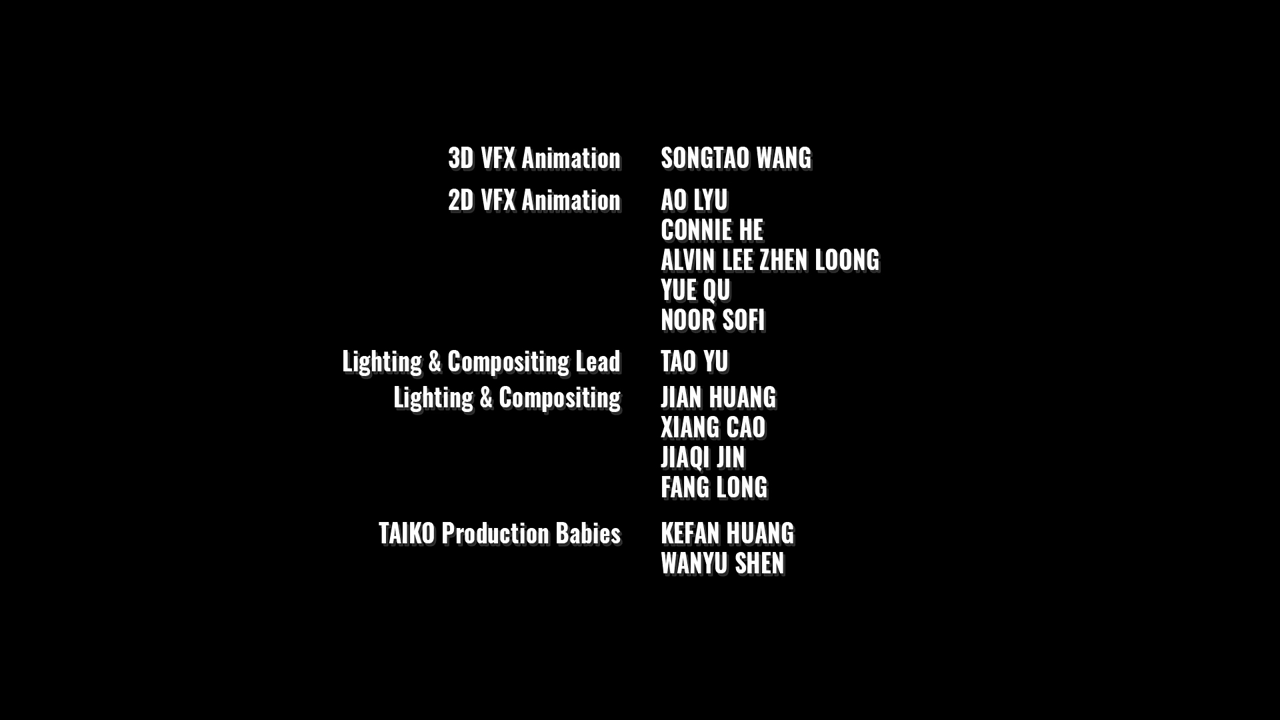 3D VFX Animation SONGTAO WANG
2D VFX Animation AO LYU
CONNIE HE
ALVIN LEE ZHEN LOONG
YUE QU
NOOR SOFI
Lighting & Compositing Lead TAO YU
Lighting & Compositing JIAN HUANG
XIANG CAO
JIAQI JIN
FANG LONG
TAIKO Production Babies KEFAN HUANG
WANYU SHEN